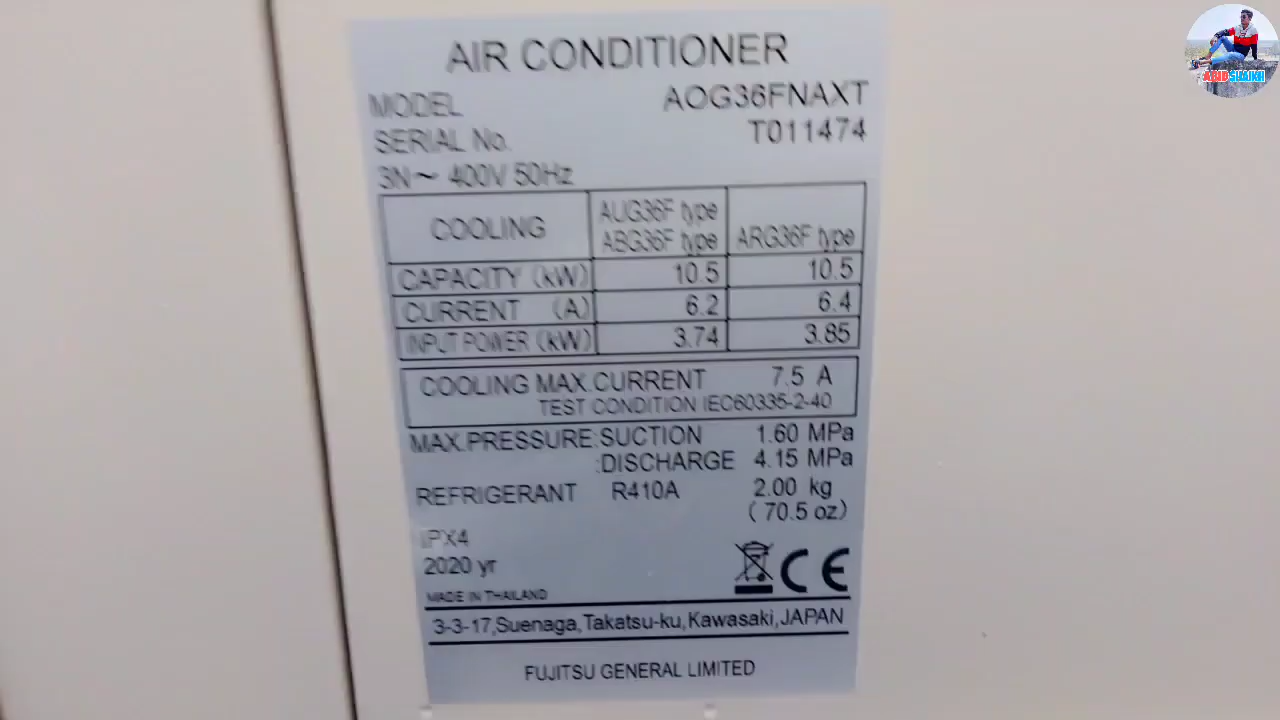 AIR CONDITIONER
MODEL AOG36FNAXT
SERIAL No. T011474
3N~ 400V 50Hz
COOLING AUG36F type ABG36F type ARG36F type
CAPACITY (kW) 10.5 10.5
CURRENT (A) 6.2 6.4
INPUT POWER (kW) 3.74 3.85
COOLING MAX.CURRENT 7.5 A
TEST CONDITION IEC60335-2-40
MAX.PRESSURE:SUCTION 1.60 MPa
:DISCHARGE 4.15 MPa
REFRIGERANT R410A 2.00 kg
(70.5 oz)
IPX4
2020 yr
CE
MADE IN THAILAND
3-3-17,Suenaga,Takatsu-ku,Kawasaki,JAPAN
FUJITSU GENERAL LIMITED
ABID SHAIKH